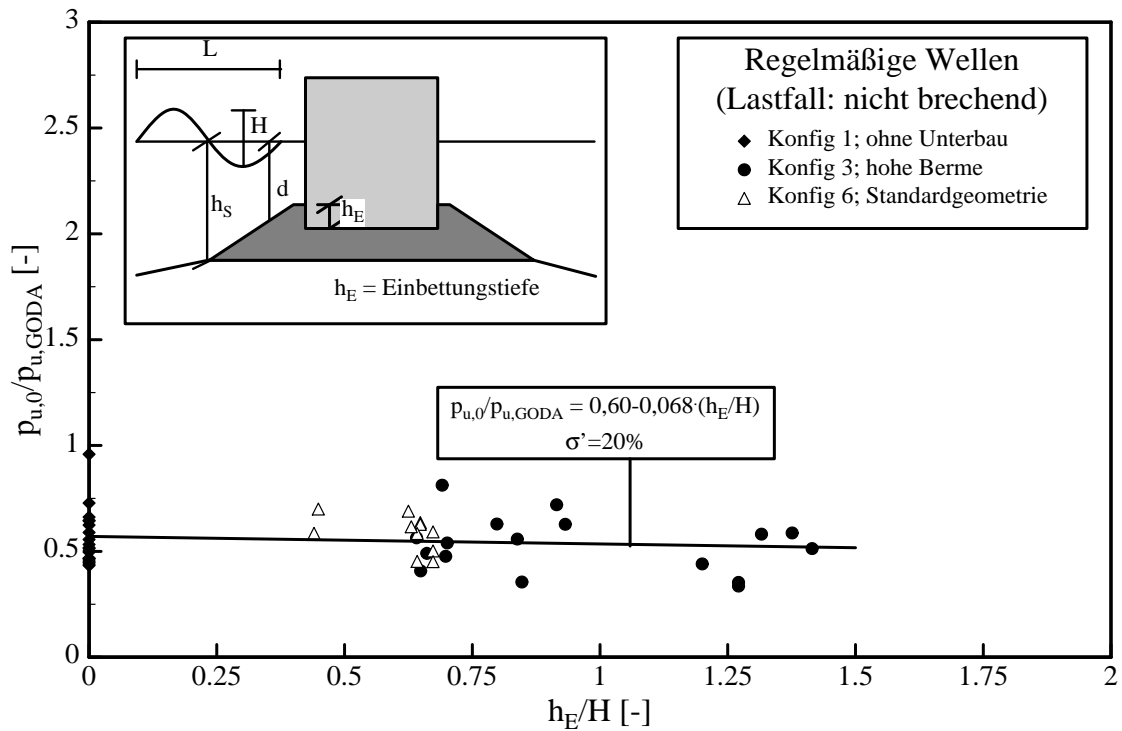 3
2.5
2
1.5
1
0.5
0
p_u,0/p_u,GODA [-]
L
H
d
h_S
h_E
h_E = Einbettungstiefe
Regelmäßige Wellen
(Lastfall: nicht brechend)
◆ Konfig 1; ohne Unterbau
● Konfig 3; hohe Berme
△ Konfig 6; Standardgeometrie
p_u,0/p_u,GODA = 0,60-0,068·(h_E/H)
σ'=20%
0 0.25 0.5 0.75 1 1.25 1.5 2
h_E/H [-]